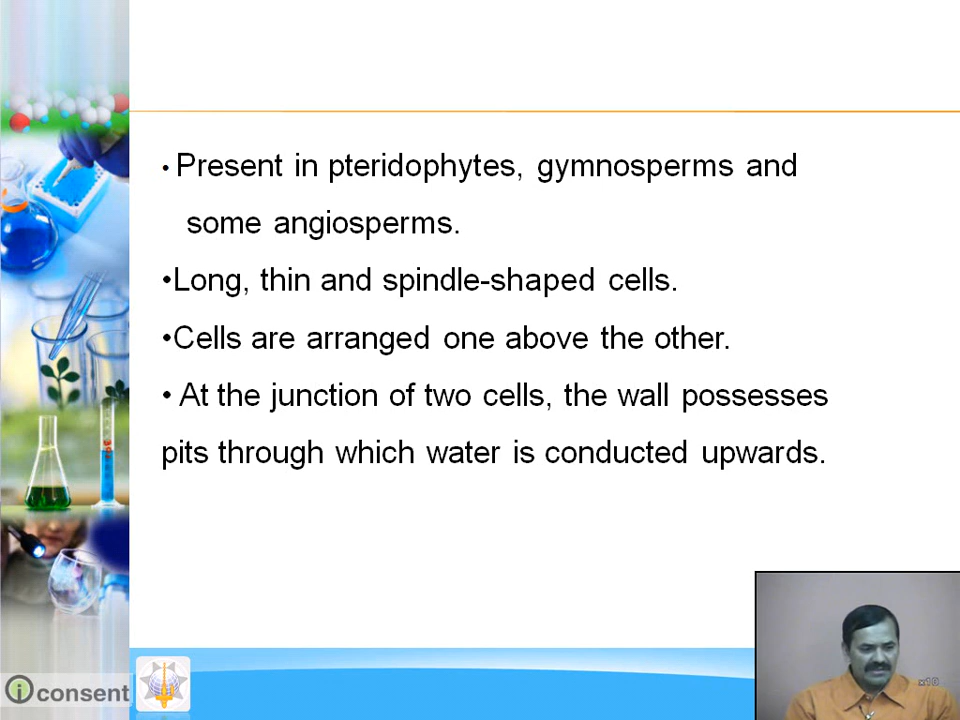 • Present in pteridophytes, gymnosperms and
some angiosperms.
•Long, thin and spindle-shaped cells.
•Cells are arranged one above the other.
• At the junction of two cells, the wall possesses
pits through which water is conducted upwards.
i consent
x10